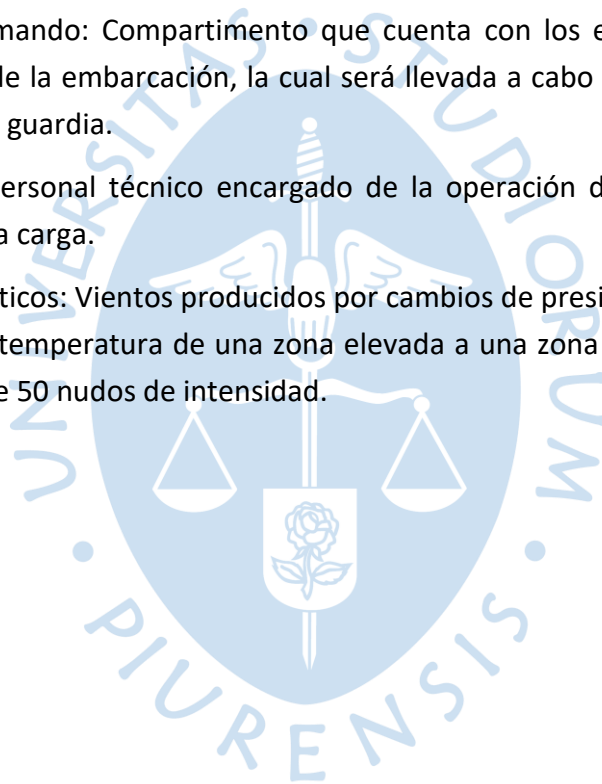 mando: Compartimento que cuenta con los e
de la embarcación, la cual será llevada a cabo
guardia.
ersonal técnico encargado de la operación d
a carga.
ticos: Vientos producidos por cambios de presi
temperatura de una zona elevada a una zona
e 50 nudos de intensidad.
UNIVERSITAS • STUDIORUM • PIURENSIS